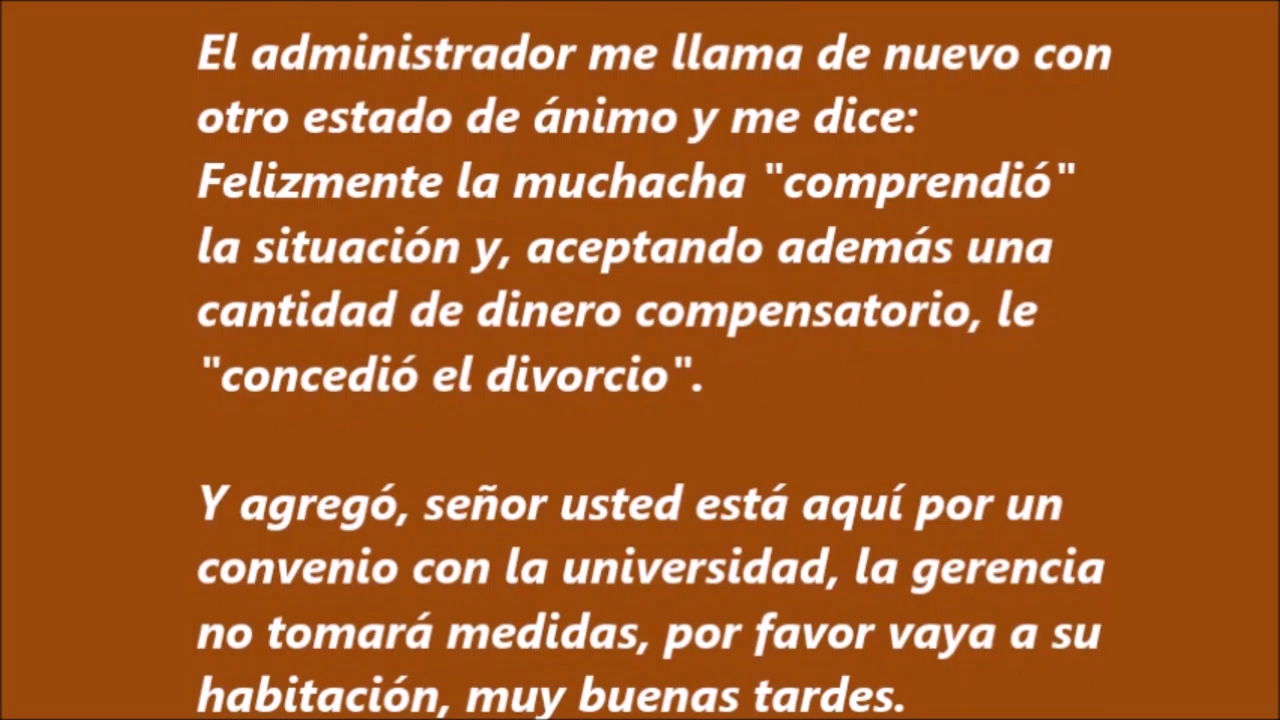 El administrador me llama de nuevo con
otro estado de ánimo y me dice:
Felizmente la muchacha "comprendió"
la situación y, aceptando además una
cantidad de dinero compensatorio, le
"concedió el divorcio".
Y agregó, señor usted está aquí por un
convenio con la universidad, la gerencia
no tomará medidas, por favor vaya a su
habitación, muy buenas tardes.